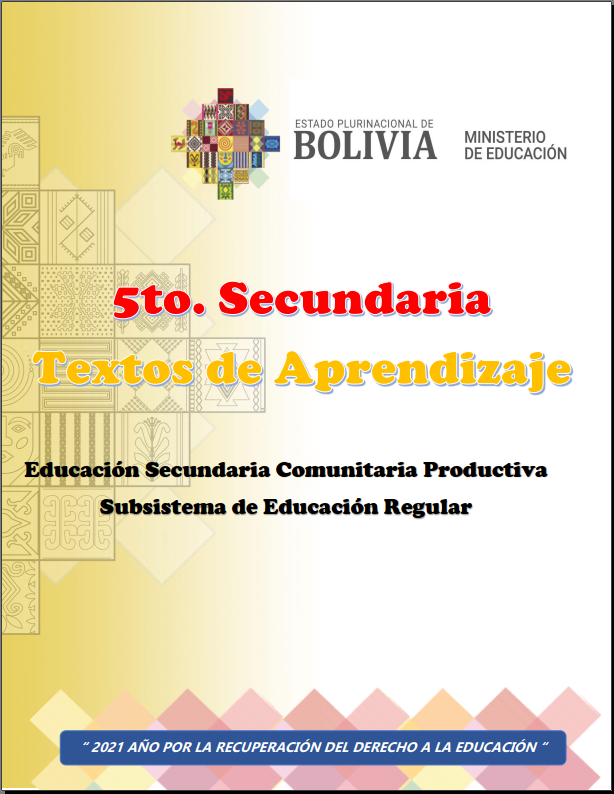 ESTADO PLURINACIONAL DE
BOLIVIA
MINISTERIO
DE EDUCACIÓN
5to. Secundaria
Textos de Aprendizaje
Educación Secundaria Comunitaria Productiva
Subsistema de Educación Regular
“ 2021 AÑO POR LA RECUPERACIÓN DEL DERECHO A LA EDUCACIÓN “